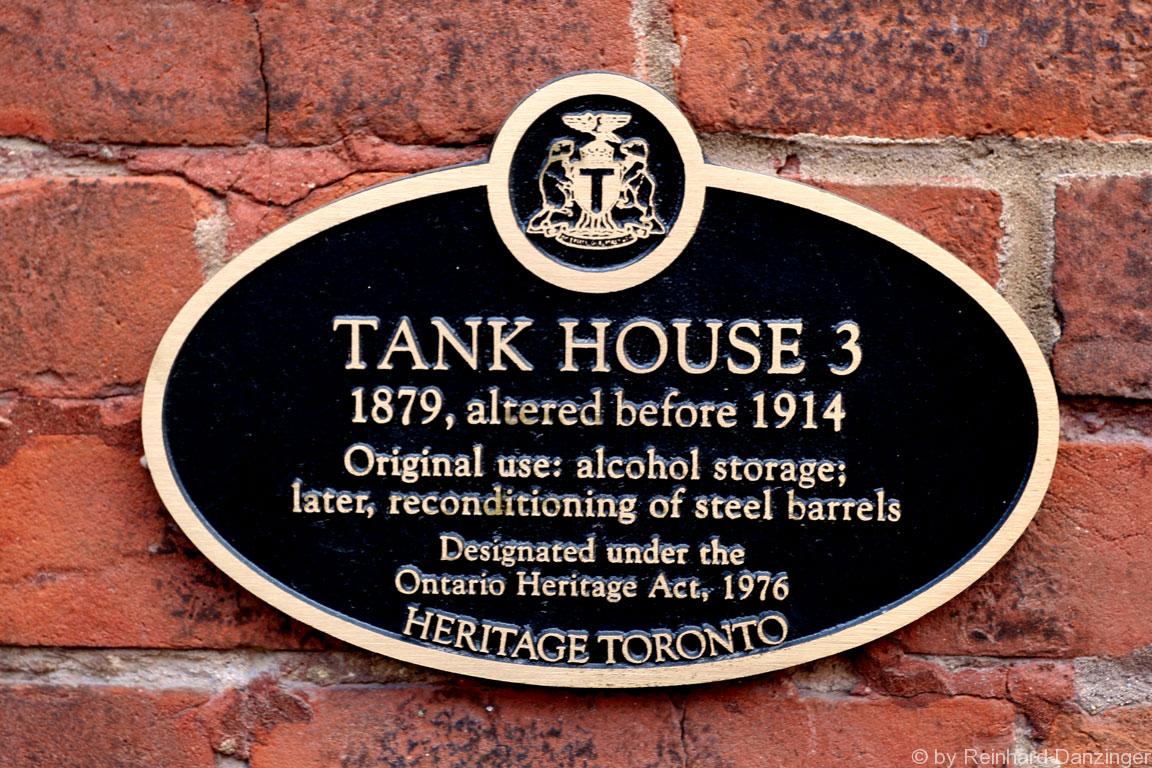 T
TANK HOUSE 3
1879, altered before 1914
Original use: alcohol storage;
later, reconditioning of steel barrels
Designated under the
Ontario Heritage Act, 1976
HERITAGE TORONTO
© by Reinhard Danzinger